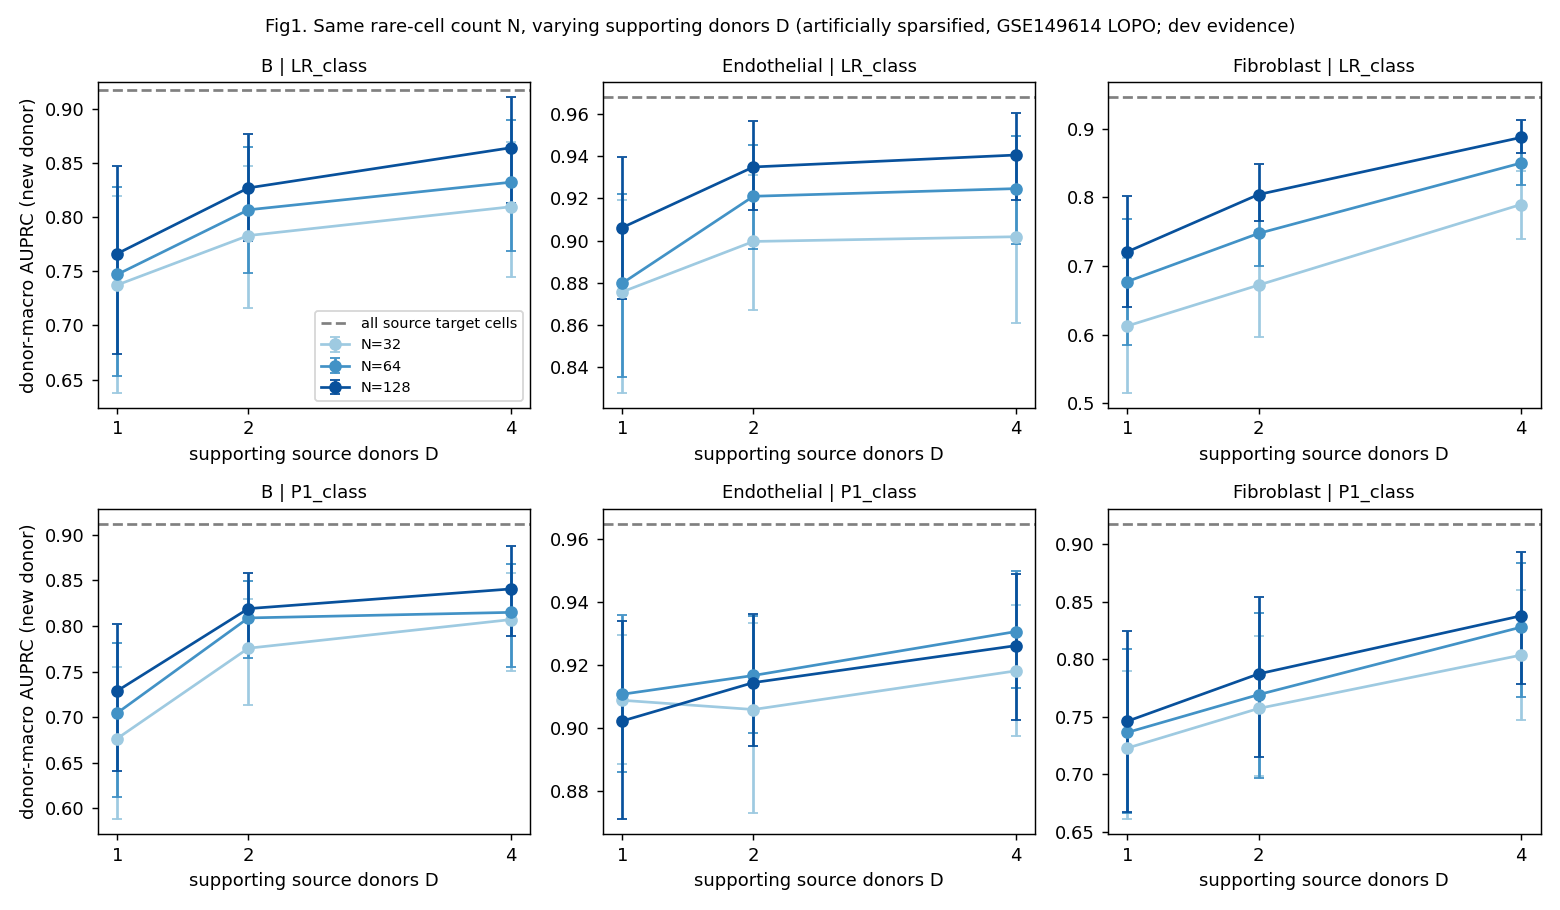 Fig1. Same rare-cell count N, varying supporting donors D (artificially sparsified, GSE149614 LOPO; dev evidence)
B | LR_class
Endothelial | LR_class
Fibroblast | LR_class
donor-macro AUPRC (new donor)
0.90
0.85
0.80
0.75
0.70
0.65
all source target cells
N=32
N=64
N=128
1
2
4
supporting source donors D
0.96
0.94
0.92
0.90
0.88
0.86
0.84
1
2
4
supporting source donors D
0.9
0.8
0.7
0.6
0.5
1
2
4
supporting source donors D
B | P1_class
Endothelial | P1_class
Fibroblast | P1_class
donor-macro AUPRC (new donor)
0.90
0.85
0.80
0.75
0.70
0.65
0.60
1
2
4
supporting source donors D
0.96
0.94
0.92
0.90
0.88
1
2
4
supporting source donors D
0.90
0.85
0.80
0.75
0.70
0.65
1
2
4
supporting source donors D